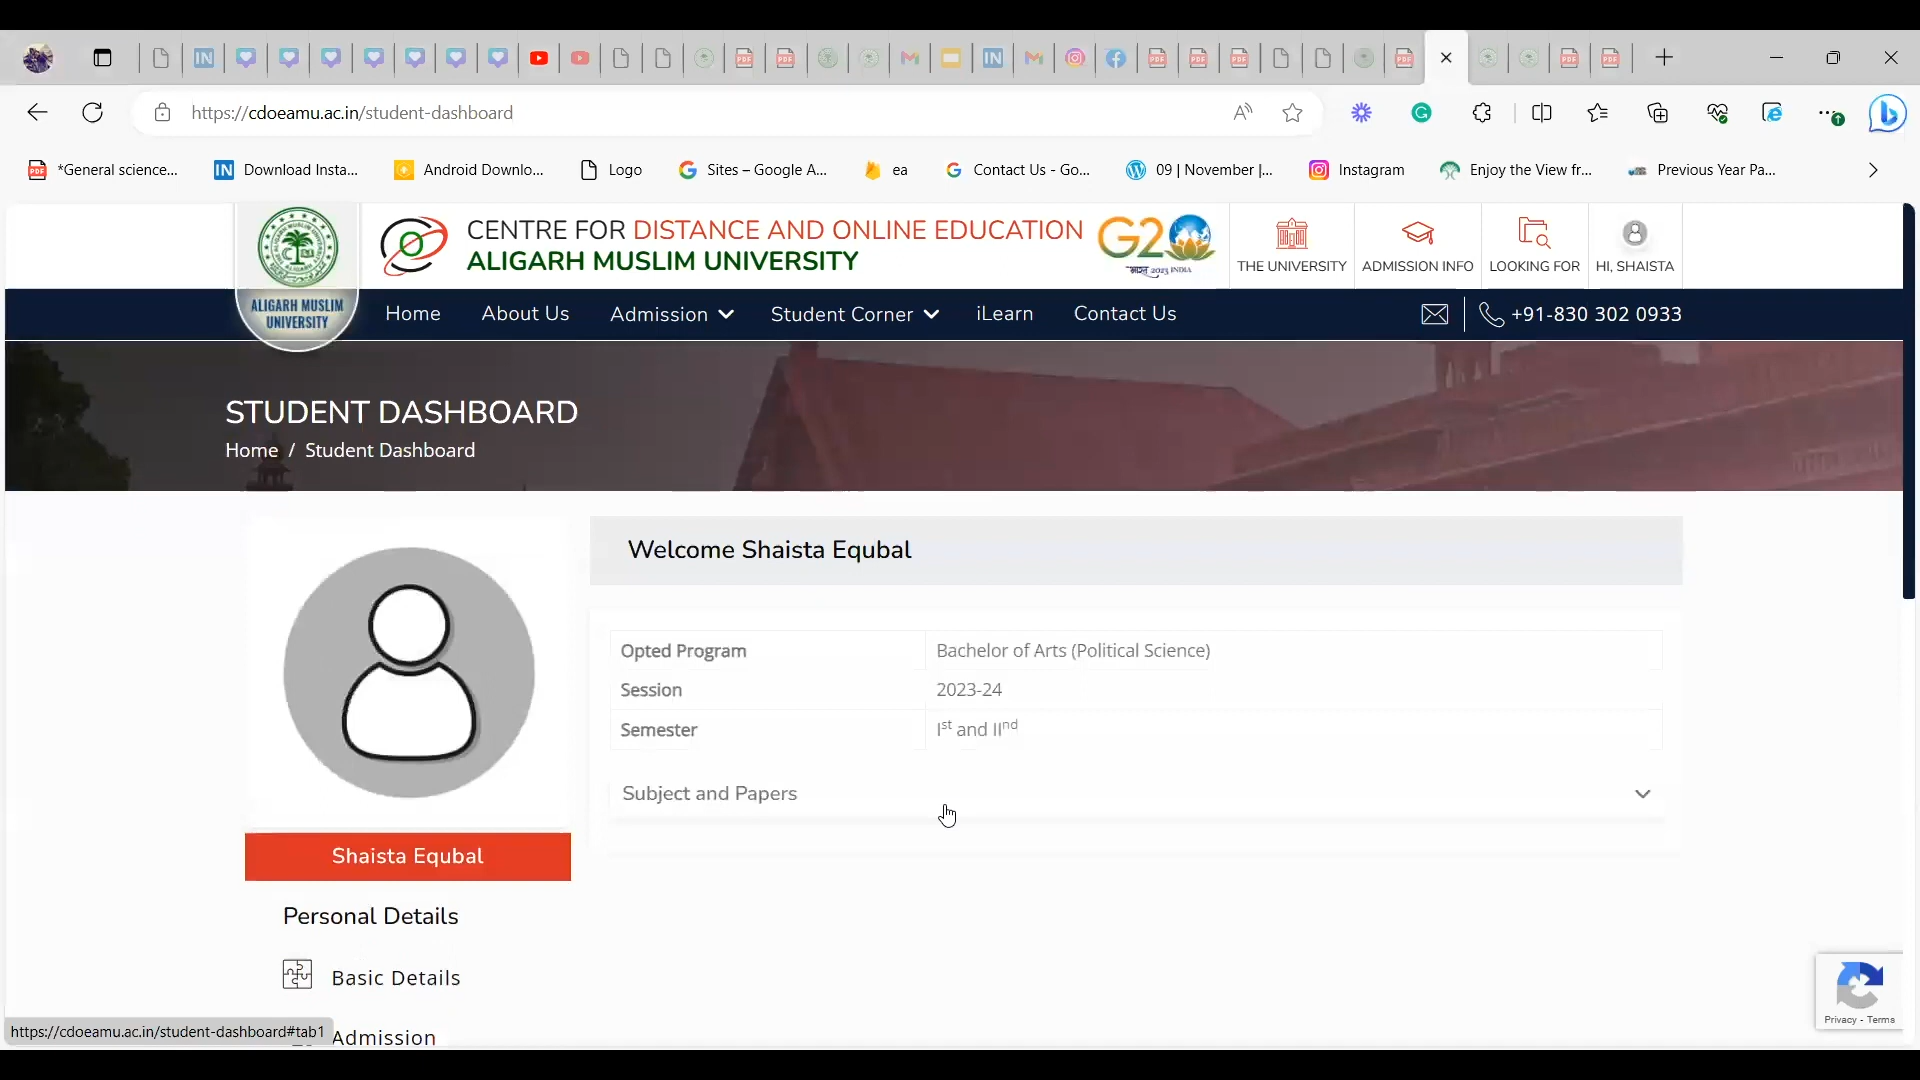 https://cdoeamu.ac.in/student-dashboard
*General science... Download Insta... Android Downlo... Logo Sites – Google A... ea Contact Us - Go... 09 | November |... Instagram Enjoy the View fr... Previous Year Pa...
CENTRE FOR DISTANCE AND ONLINE EDUCATION
ALIGARH MUSLIM UNIVERSITY
G20
भारत 2023 INDIA
THE UNIVERSITY ADMISSION INFO LOOKING FOR HI, SHAISTA
ALIGARH MUSLIM
UNIVERSITY
Home About Us Admission Student Corner iLearn Contact Us +91-830 302 0933
STUDENT DASHBOARD
Home / Student Dashboard
Welcome Shaista Equbal
Opted Program Bachelor of Arts (Political Science)
Session 2023-24
Semester Ist and IInd
Subject and Papers
Shaista Equbal
Personal Details
Basic Details
Admission
https://cdoeamu.ac.in/student-dashboard#tab1
Privacy - Terms